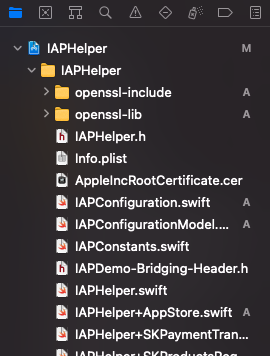 IAPHelper M
IAPHelper
openssl-include A
openssl-lib A
IAPHelper.h
Info.plist
AppleIncRootCertificate.cer
IAPConfiguration.swift A
IAPConfigurationModel.... A
IAPConstants.swift
IAPDemo-Bridging-Header.h
IAPHelper.swift
IAPHelper+AppStore.swift A
IAPHelper+SKPaymentTran...
IAPHelper+SKProductsReq...